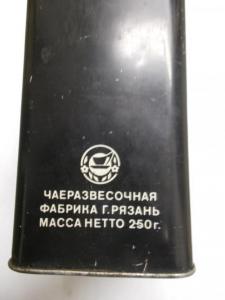 ЧАЕРАЗВЕСОЧНАЯ
ФАБРИКА Г.РЯЗАНЬ
МАССА НЕТТО 250г.